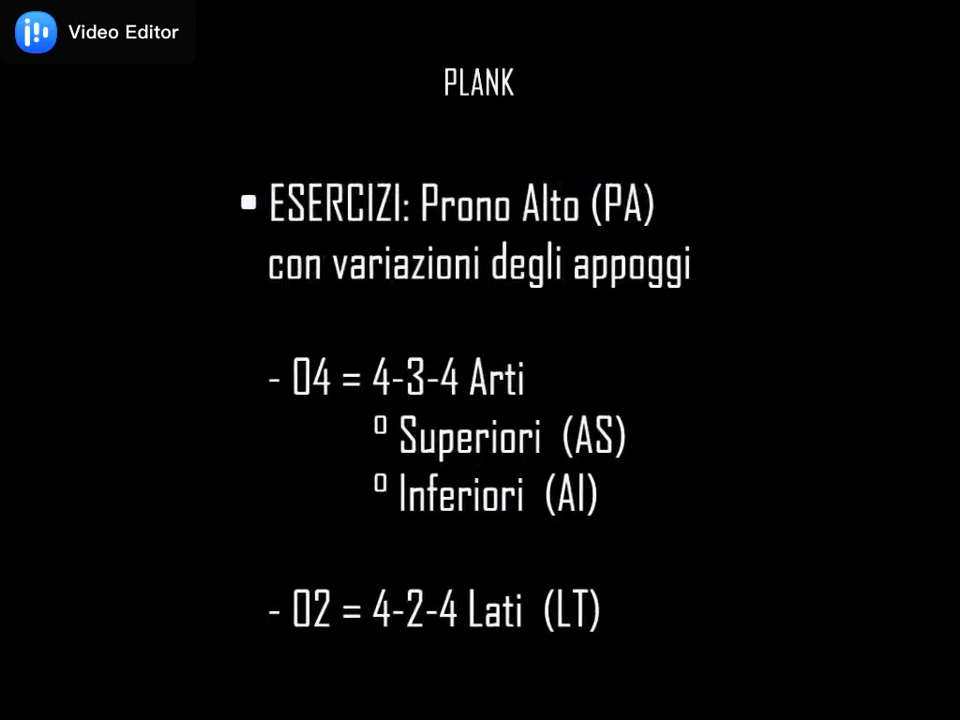 Video Editor
PLANK
▪ ESERCIZI: Prono Alto (PA)
con variazioni degli appoggi
- 04 = 4-3-4 Arti
° Superiori (AS)
° Inferiori (AI)
- 02 = 4-2-4 Lati (LT)